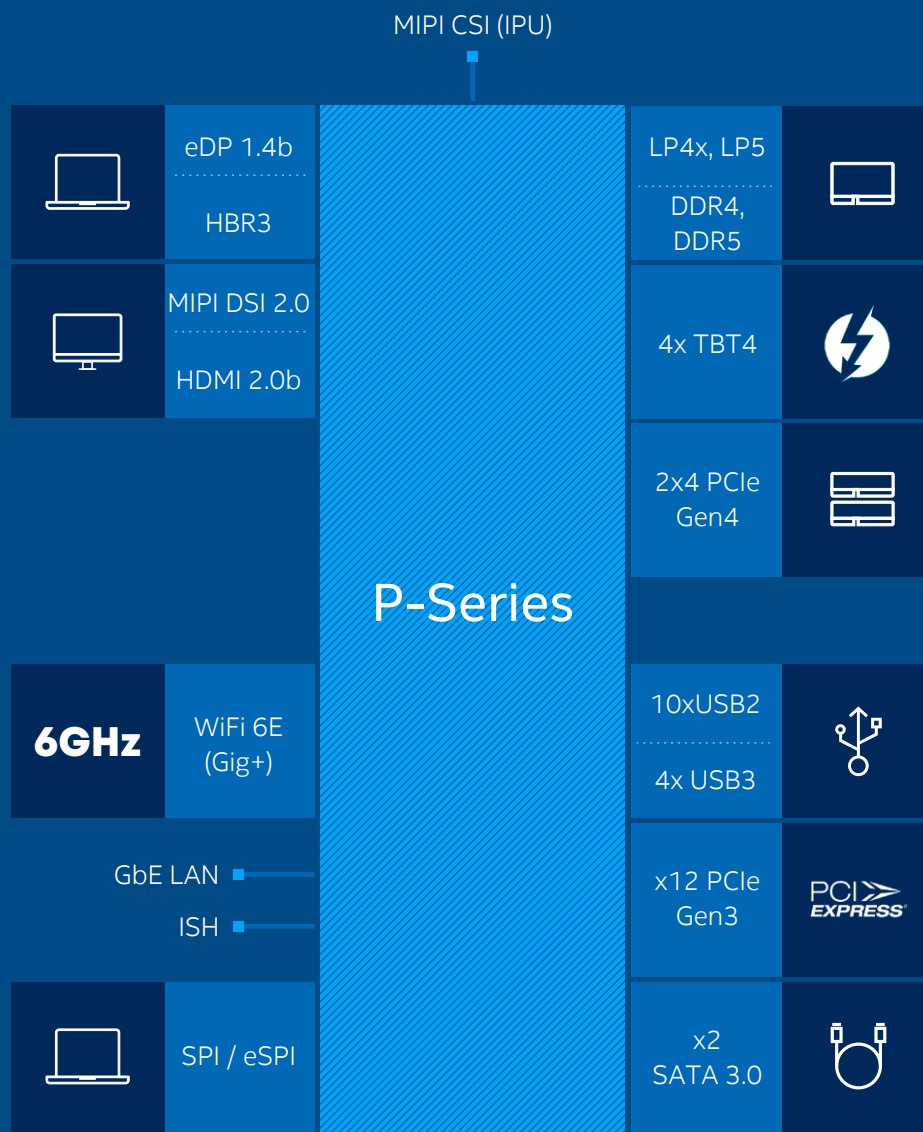 MIPI CSI (IPU)
eDP 1.4b
HBR3
MIPI DSI 2.0
HDMI 2.0b
6GHz
WiFi 6E
(Gig+)
GbE LAN
ISH
SPI / eSPI
P-Series
LP4x, LP5
DDR4,
DDR5
4x TBT4
2x4 PCIe
Gen4
10xUSB2
4x USB3
x12 PCIe
Gen3
PCI
EXPRESS®
x2
SATA 3.0